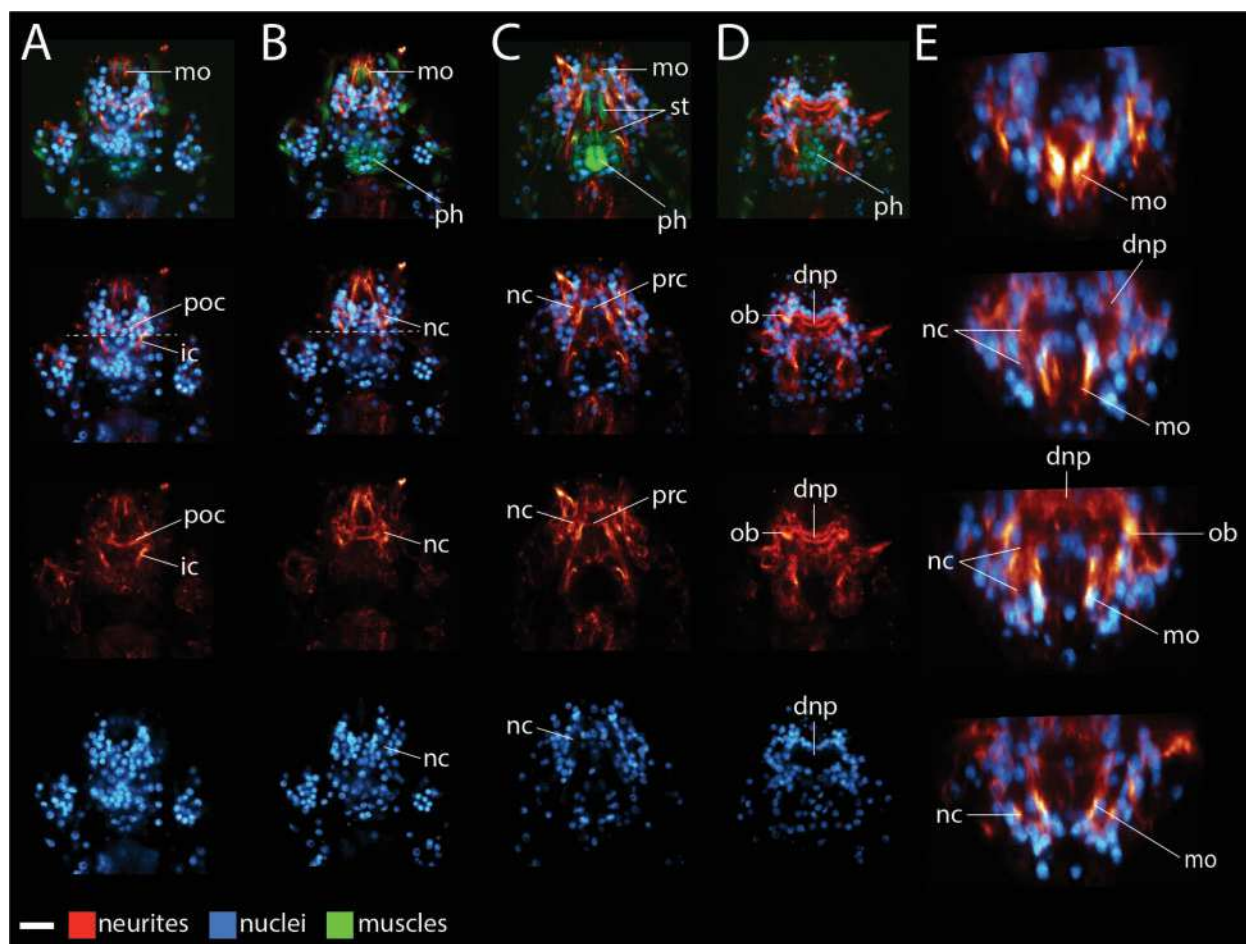 A B C D E
mo
mo
mo
st
ph
ph
ph
mo
poc
ic
nc
nc prc
ob dnp
dnp
nc
mo
poc
ic
nc
nc prc
ob dnp
dnp
ob
nc
mo
nc
nc
dnp
nc
mo
neurites nuclei muscles